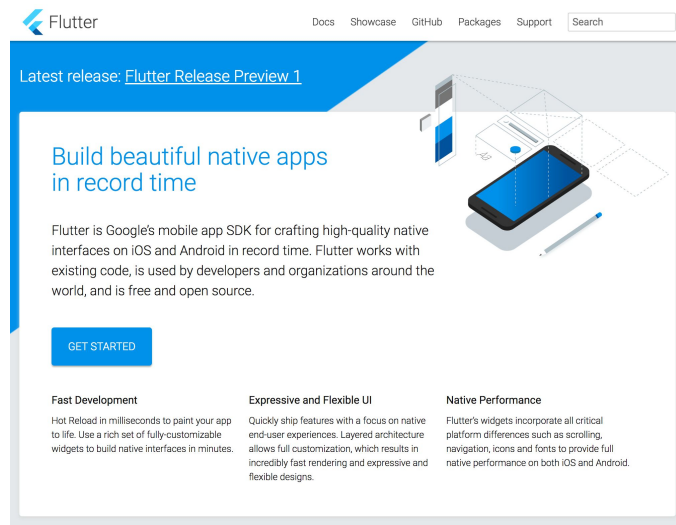 Flutter
Docs
Showcase
GitHub
Packages
Support
Search
Latest release: Flutter Release Preview 1
Build beautiful native apps
in record time
Flutter is Google's mobile app SDK for crafting high-quality native
interfaces on iOS and Android in record time. Flutter works with
existing code, is used by developers and organizations around the
world, and is free and open source.
GET STARTED
Fast Development
Hot Reload in milliseconds to paint your app
to life. Use a rich set of fully-customizable
widgets to build native interfaces in minutes.
Expressive and Flexible UI
Quickly ship features with a focus on native
end-user experiences. Layered architecture
allows full customization, which results in
incredibly fast rendering and expressive and
flexible designs.
Native Performance
Flutter's widgets incorporate all critical
platform differences such as scrolling,
navigation, icons and fonts to provide full
native performance on both iOS and Android.